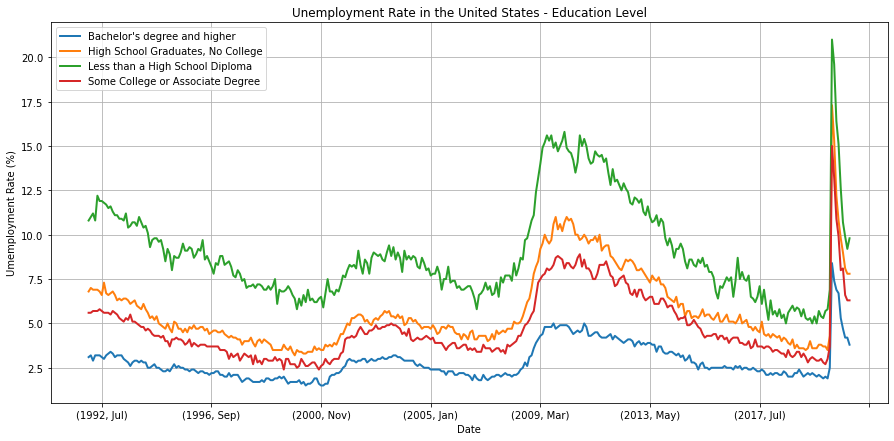 Unemployment Rate in the United States - Education Level
Bachelor's degree and higher
High School Graduates, No College
Less than a High School Diploma
Some College or Associate Degree
Umemployment Rate (%)
20.0
17.5
15.0
12.5
10.0
7.5
5.0
2.5
(1992, Jul)
(1996, Sep)
(2000, Nov)
(2005, Jan)
(2009, Mar)
(2013, May)
(2017, Jul)
Date